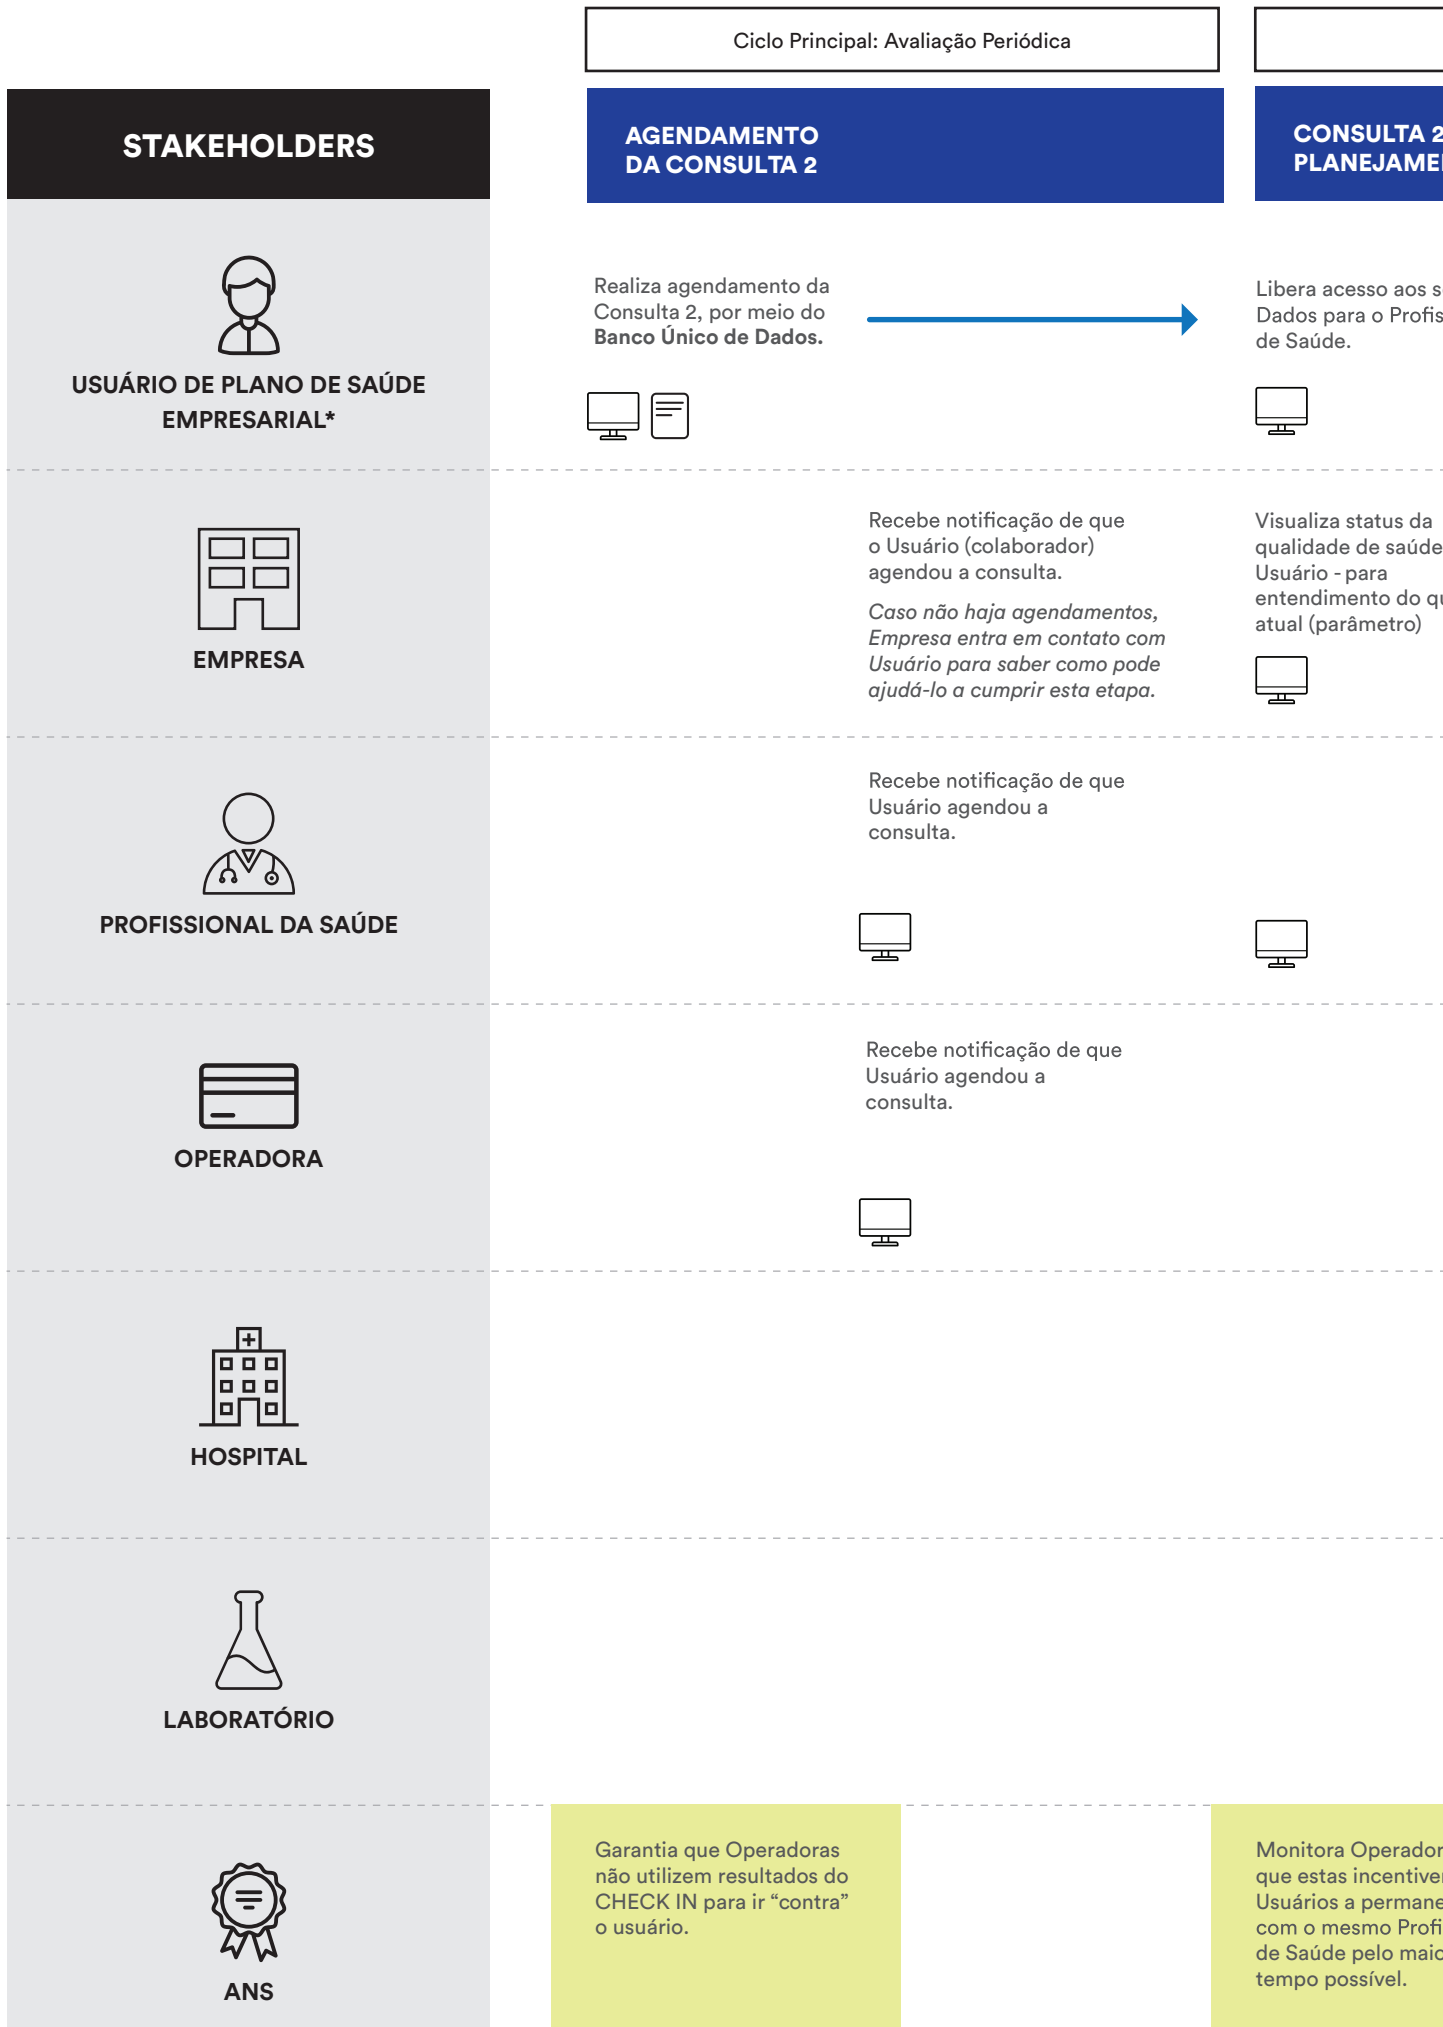 Ciclo Principal: Avaliação Periódica
STAKEHOLDERS
AGENDAMENTO
DA CONSULTA 2
CONSULTA 2
USUÁRIO DE PLANO DE SAÚDE
EMPRESARIAL*
Realiza agendamento da
Consulta 2, por meio do
Banco Único de Dados.
Libera acesso aos
Dados para o
de Saúde.
EMPRESA
Recebe notificação de que
o Usuário (colaborador)
agendou a consulta.
Caso não haja agendamentos,
Empresa entra em contato com
Usuário para saber como pode
ajudá-lo a cumprir esta etapa.
Visualiza status da
qualidade de saúde
Usuário - para
entendimento do
atual (parâmetro)
PROFISSIONAL DA SAÚDE
Recebe notificação de que
Usuário agendou a
consulta.
OPERADORA
Recebe notificação de que
Usuário agendou a
consulta.
HOSPITAL
LABORATÓRIO
ANS
Garantia que Operadoras
não utilizem resultados do
CHECK IN para ir “contra”
o usuário.
Monitora
que estas
Usuários a
com o mesmo
de Saúde pelo
tempo possível.